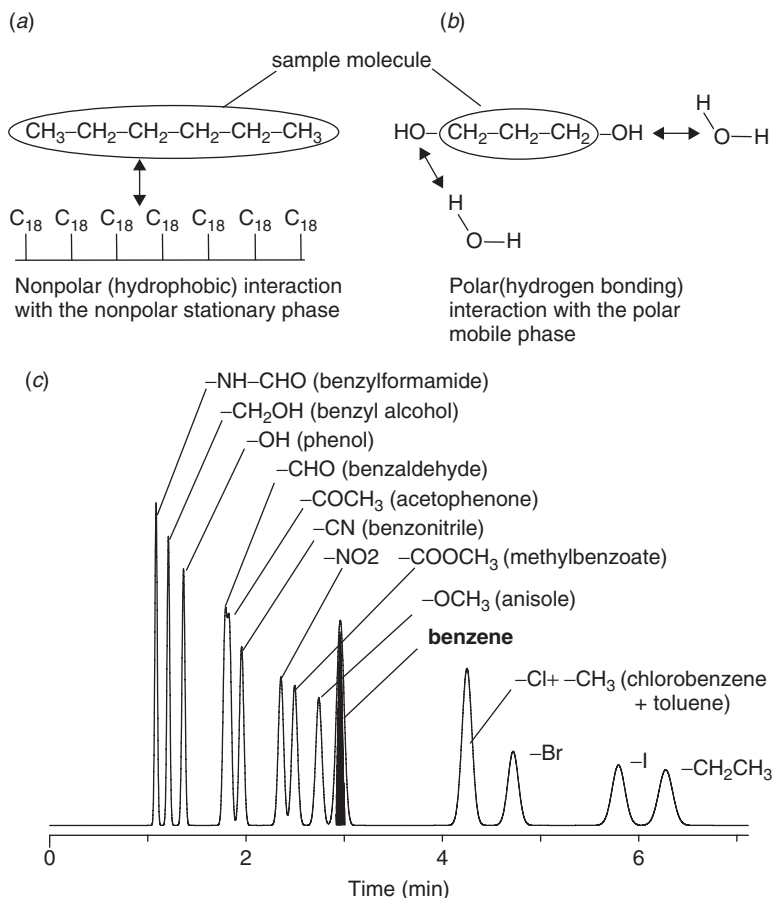 (a)
(b)
sample molecule
CH₃–CH₂–CH₂–CH₂–CH₂–CH₃
HO– CH₂–CH₂–CH₂ –OH
H
O—H
C₁₈ C₁₈ C₁₈ C₁₈ C₁₈ C₁₈ C₁₈
H
O—H
Nonpolar (hydrophobic) interaction
with the nonpolar stationary phase
Polar(hydrogen bonding)
interaction with the polar
mobile phase
(c)
–NH–CHO (benzylformamide)
–CH₂OH (benzyl alcohol)
–OH (phenol)
–CHO (benzaldehyde)
–COCH₃ (acetophenone)
–CN (benzonitrile)
–NO2 –COOCH₃ (methylbenzoate)
–OCH₃ (anisole)
benzene
–Cl+ –CH₃ (chlorobenzene
+ toluene)
–Br
–I
–CH₂CH₃
0 2 4 6
Time (min)